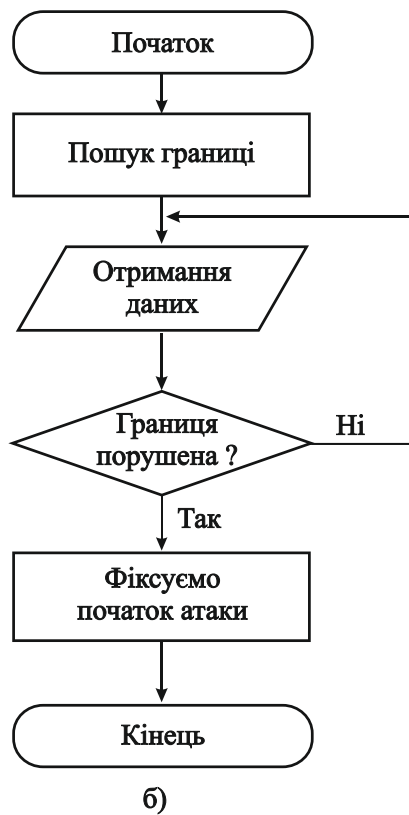 Початок
Пошук границі
Отримання
даних
Границя
порушена ?
Ні
Так
Фіксуємо
початок атаки
Кінець
б)